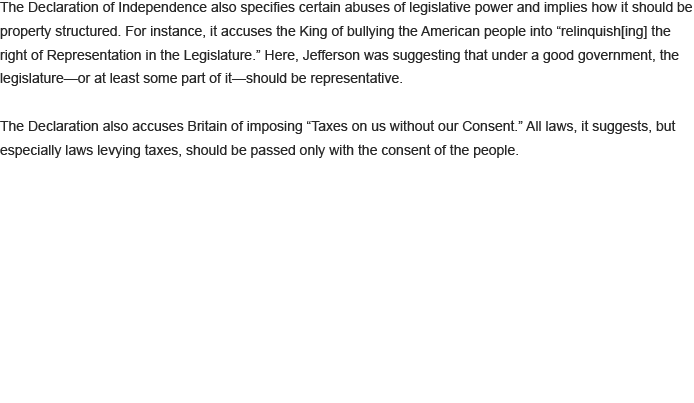 The Declaration of Independence also specifies certain abuses of legislative power and implies how it should be
property structured. For instance, it accuses the King of bullying the American people into “relinquish[ing] the
right of Representation in the Legislature.” Here, Jefferson was suggesting that under a good government, the
legislature—or at least some part of it—should be representative.
The Declaration also accuses Britain of imposing “Taxes on us without our Consent.” All laws, it suggests, but
especially laws levying taxes, should be passed only with the consent of the people.